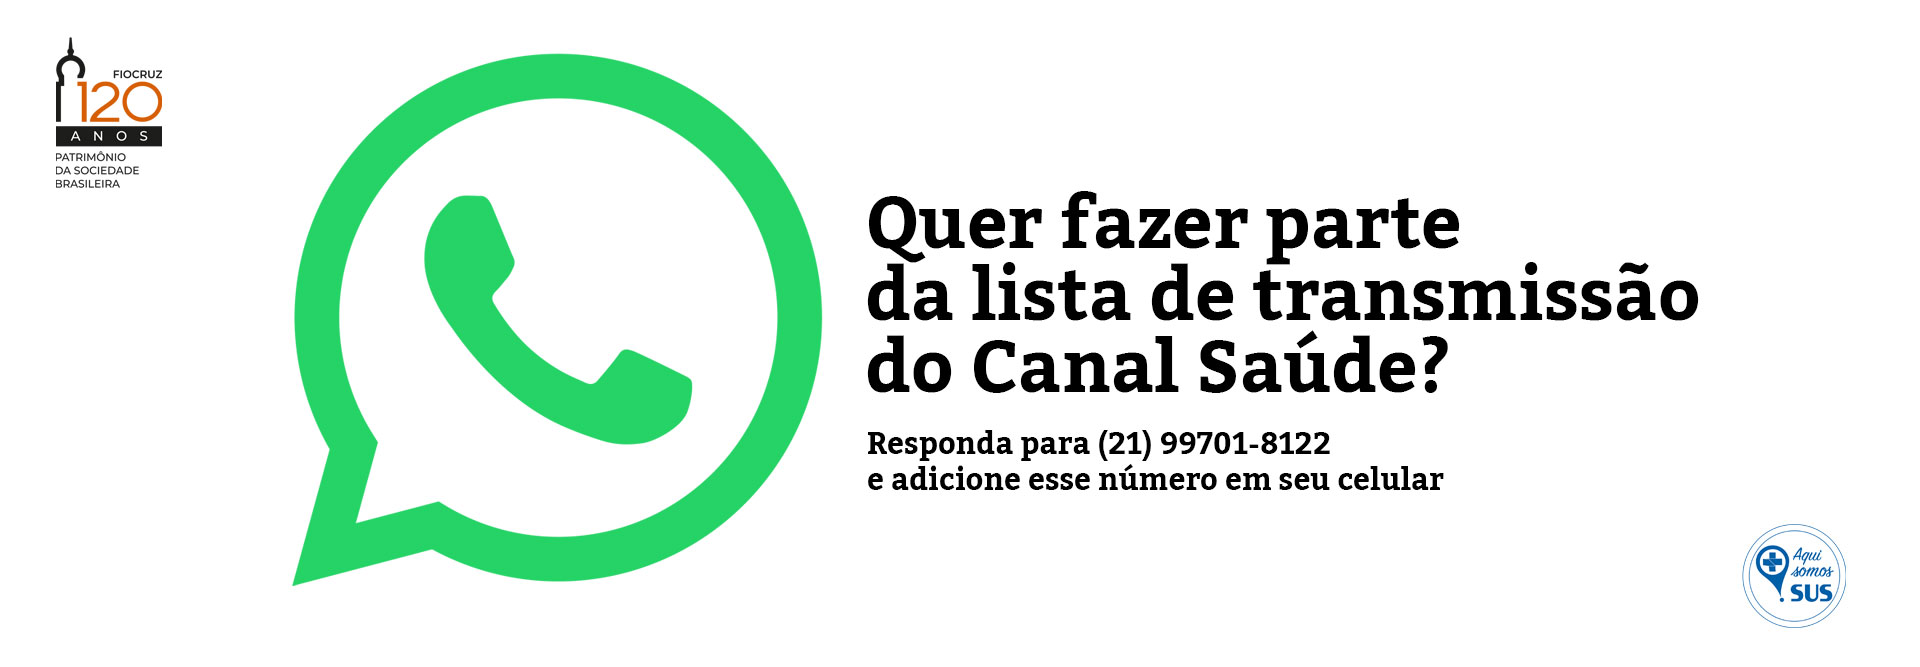 FIOCRUZ
120
ANOS
PATRIMÔNIO
DA SOCIEDADE
BRASILEIRA
Quer fazer parte
da lista de transmissão
do Canal Saúde?
Responda para (21) 99701-8122
e adicione esse número em seu celular
Aqui
somos
SUS